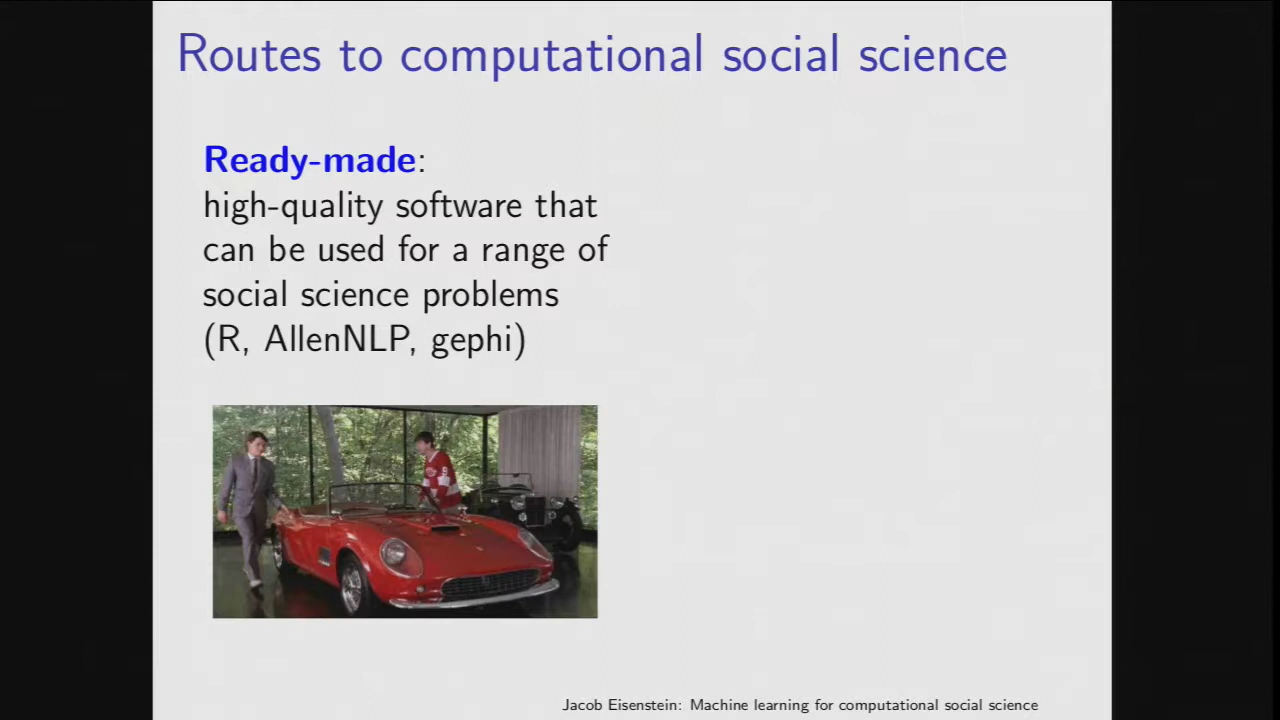 Routes to computational social science
Ready-made:
high-quality software that
can be used for a range of
social science problems
(R, AllenNLP, gephi)
Jacob Eisenstein: Machine learning for computational social science